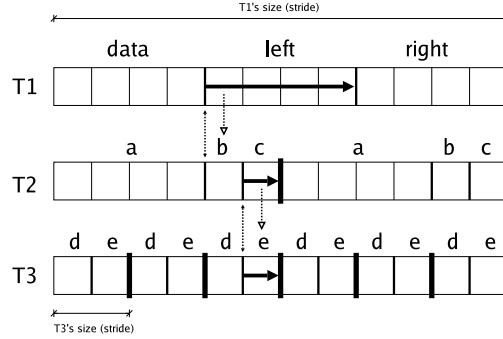 T1's size (stride)
data left right
T1
a b c a b c
T2
d e d e d e d e d e d e
T3
T3's size (stride)